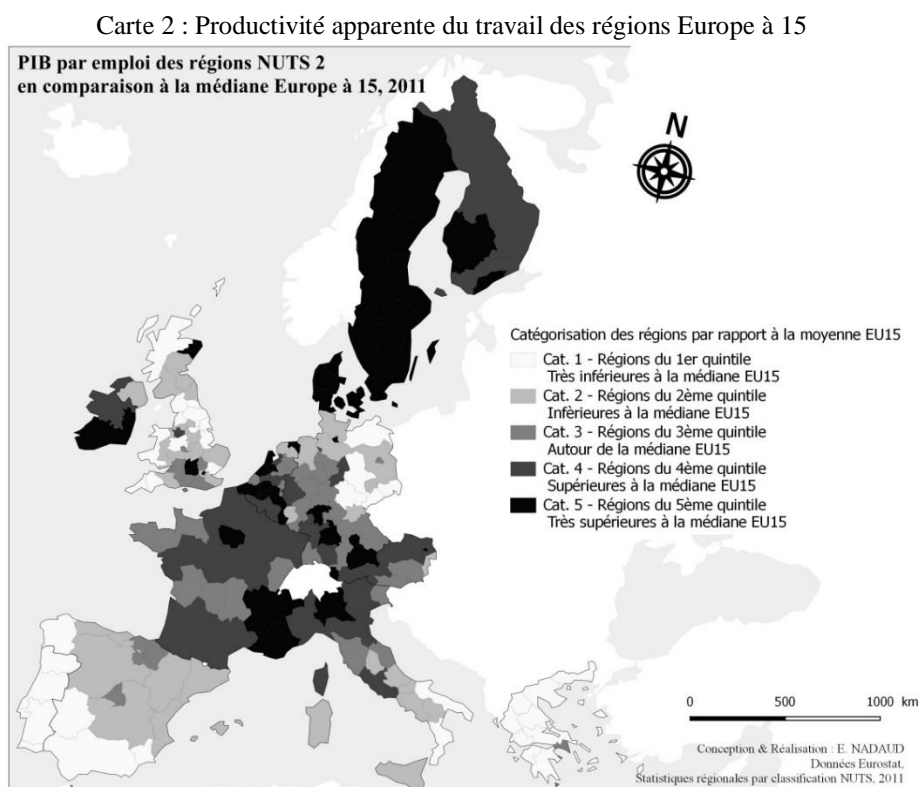 Carte 2 : Productivité apparente du travail des régions Europe à 15
PIB par emploi des régions NUTS 2
en comparaison à la médiane Europe à 15, 2011
N
Catégorisation des régions par rapport à la moyenne EU15
Cat. 1 - Régions du 1er quintile
Très inférieures à la médiane EU15
Cat. 2 - Régions du 2ème quintile
Infèrieures à la médiane EU15
Cat. 3 - Régions du 3ème quintile
Autour de la médiane EU15
Cat. 4 - Régions du 4ème quintile
Supérieures à la médiane EU15
Cat. 5 - Régions du 5ème quintile
Très supérieures à la médiane EU15
0 500 1000 km
Conception & Réalisation : E. NADAUD
Données Eurostat,
Statistiques régionales par classification NUTS, 2011